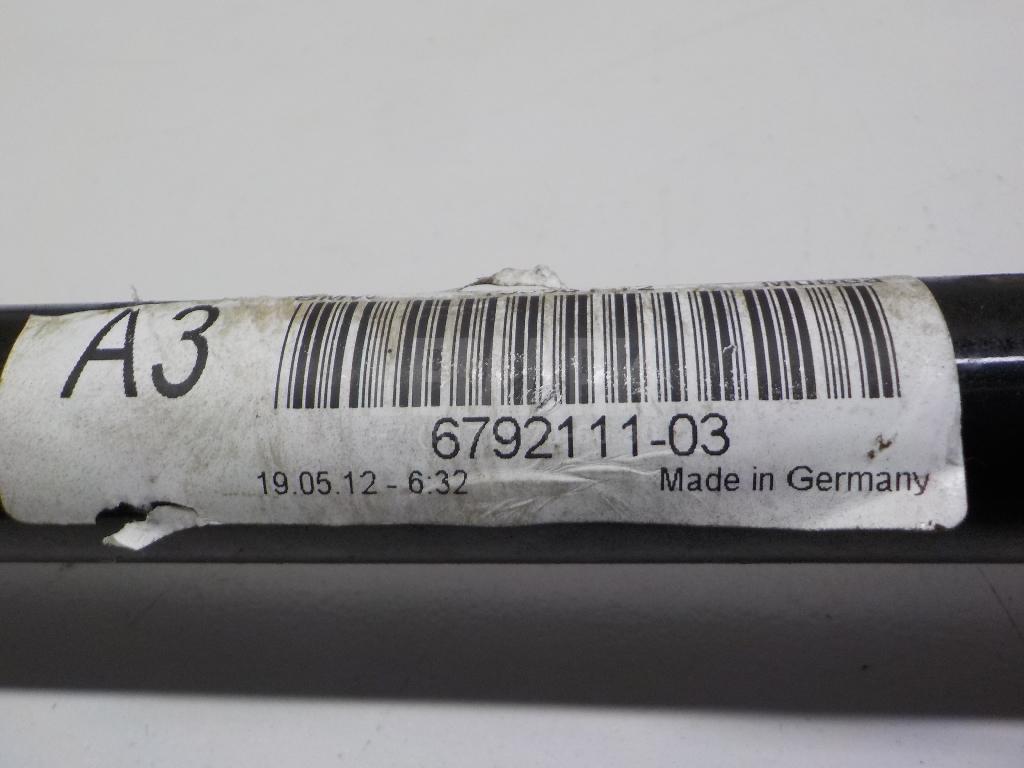 A3
6792111-03
19.05.12 - 6:32
Made in Germany